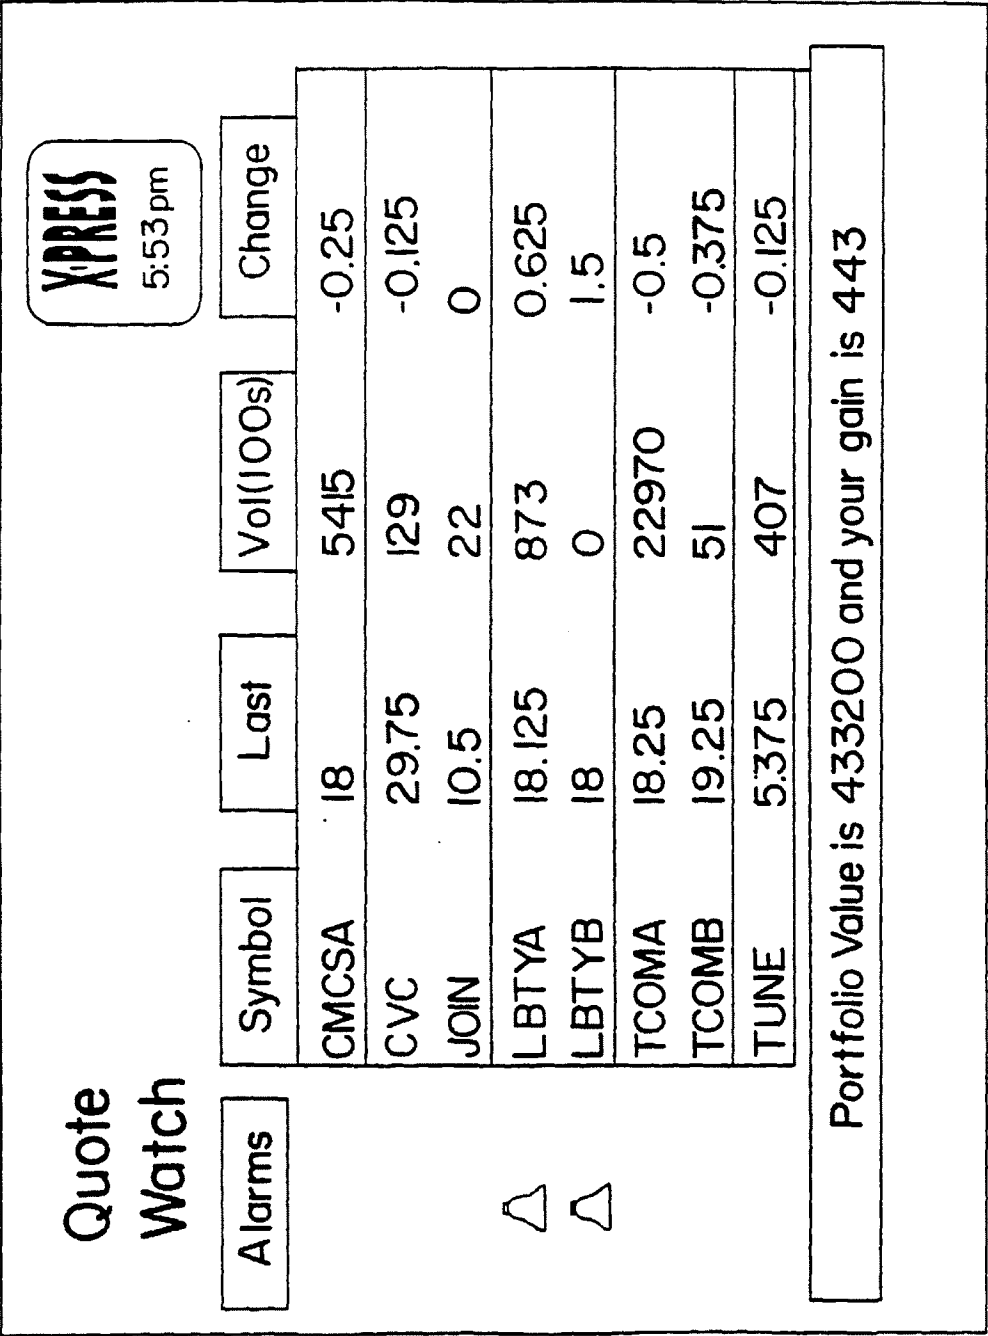 Quote
Watch
X·PRESS
5:53pm
Alarms Symbol Last Vol(100s) Change
CMCSA 18 5415 -0.25
CVC 29.75 129 -0.125
JOIN 10.5 22 0
LBTYA 18.125 873 0.625
LBTYB 18 0 1.5
TCOMA 18.25 22970 -0.5
TCOMB 19.25 51 -0.375
TUNE 5.375 407 -0.125
Portfolio Value is 433200 and your gain is 443